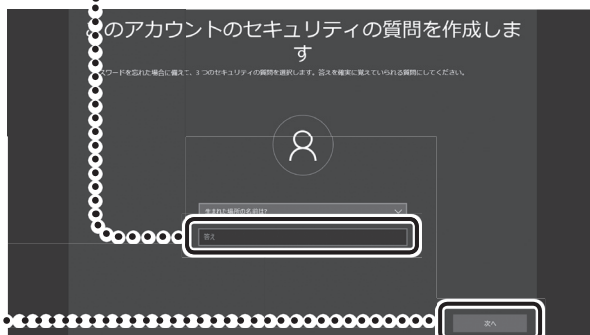 のアカウントのセキュリティの質問を作成しま
す
スワードを忘れた場合に備えて、3 つのセキュリティの質問を選択します。答えを確実に覚えていられる質問にしてください。
生まれた場所の名前は?
答え
次へ